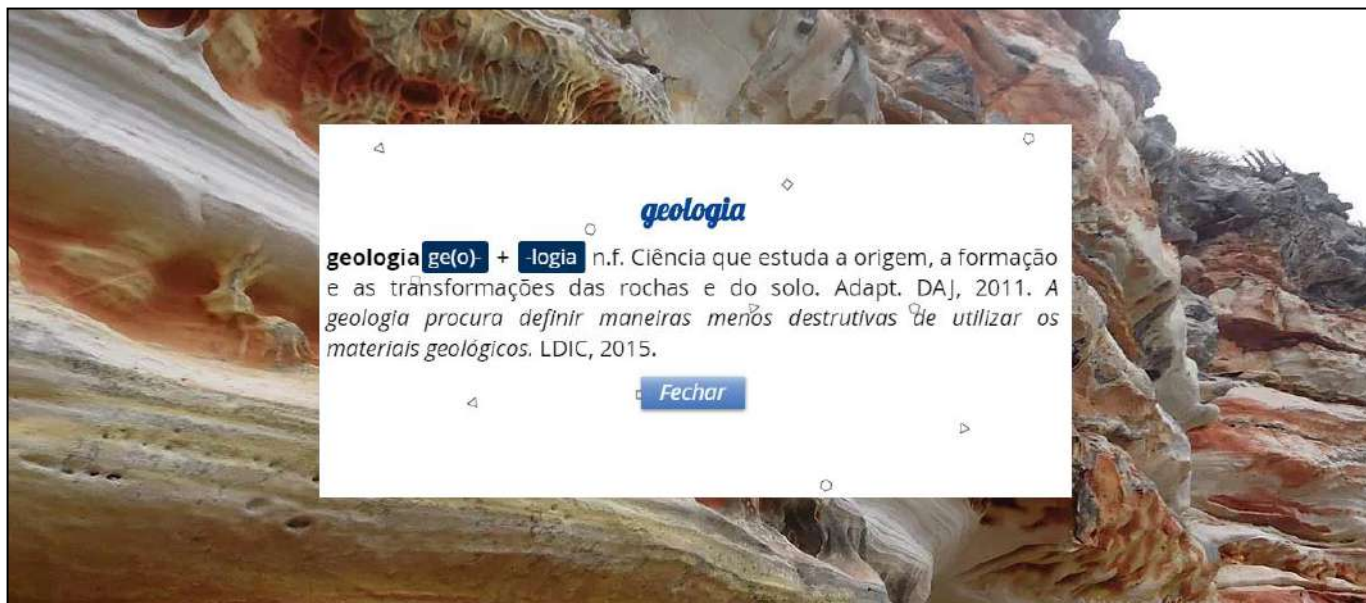 geologia
geologia ge(o)- + -logia n.f. Ciência que estuda a origem, a formação
e as transformações das rochas e do solo. Adapt. DAJ, 2011. A
geologia procura definir maneiras menos destrutivas de utilizar os
materiais geológicos. LDIC, 2015.
Fechar